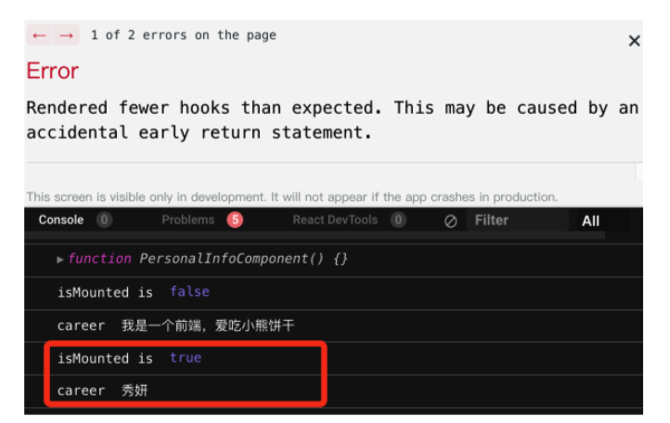 ← → 1 of 2 errors on the page ×
Error
Rendered fewer hooks than expected. This may be caused by an
accidental early return statement.
This screen is visible only in development. It will not appear if the app crashes in production.
Console 0 Problems 5 React DevTools 0 Filter All
▸ function PersonalInfoComponent() {}
isMounted is false
career 我是一个前端，爱吃小熊饼干
isMounted is true
career 秀妍